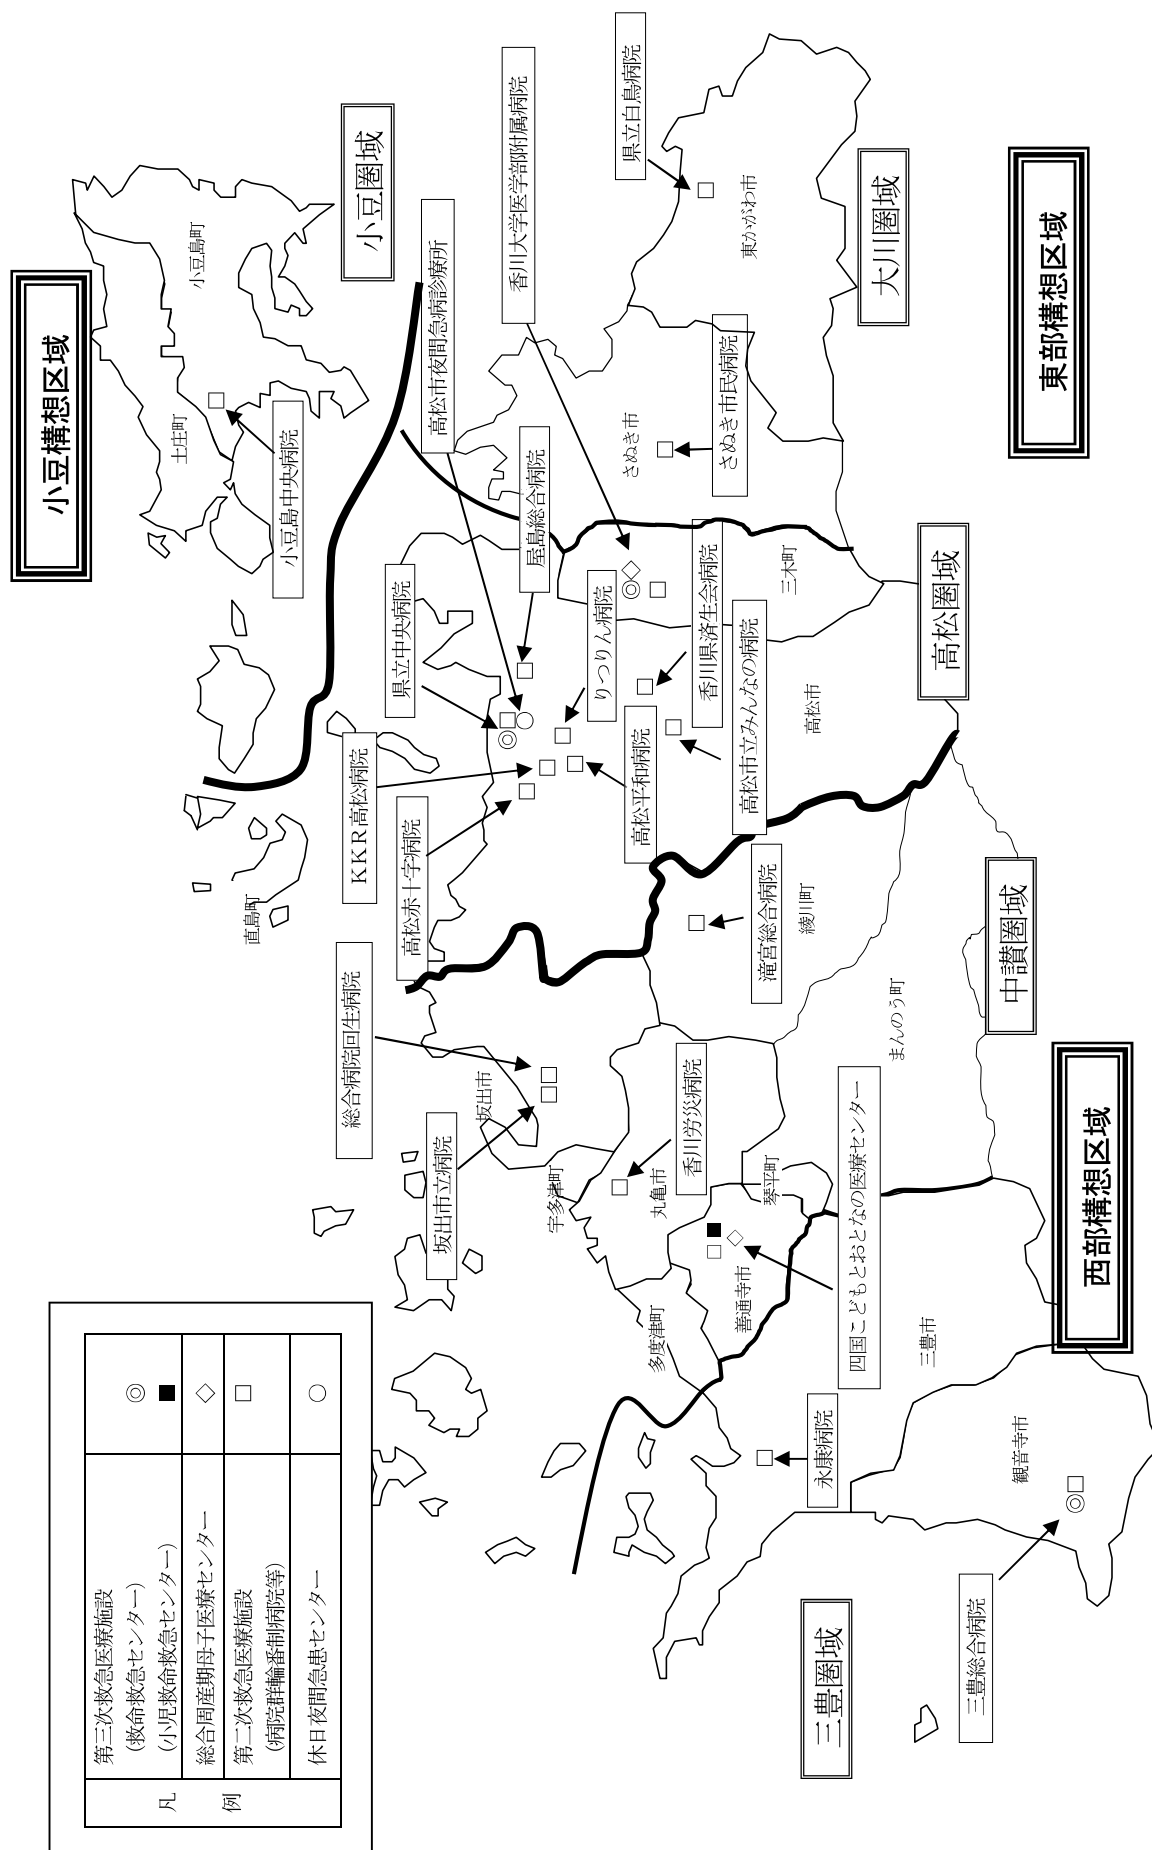 小豆構想区域
小豆圏域
小豆島町
土庄町
小豆島中央病院
直島町
香川大学医学部附属病院
県立白鳥病院
東かがわ市
大川圏域
東部構想区域
高松市夜間急病診療所
さぬき市
さぬき市民病院
屋島総合病院
県立中央病院
りつりん病院
香川県済生会病院
三木町
高松圏域
KKR高松病院
高松赤十字病院
高松平和病院
高松市立みんなの病院
高松市
滝宮総合病院
綾川町
総合病院回生病院
坂出市
坂出市立病院
宇多津町
丸亀市
香川労災病院
まんのう町
中讃圏域
琴平町
善通寺市
多度津町
四国こどもとおとなの医療センター
西部構想区域
三豊市
永康病院
観音寺市
三豊総合病院
三豊圏域
凡例
第三次救急医療施設
(救命救急センター) ◎
(小児救命救急センター) ■
総合周産期母子医療センター ◇
第二次救急医療施設 □
(病院群輪番制病院等)
休日夜間急患センター ○